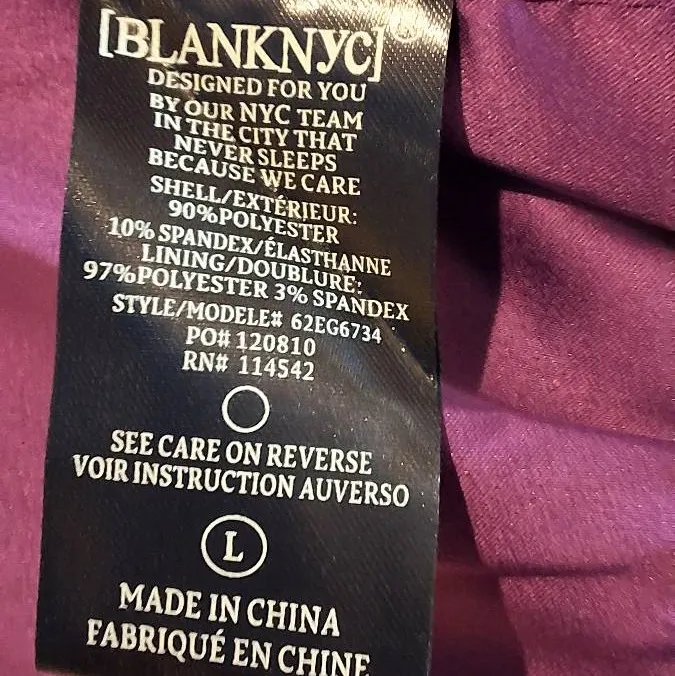 [BLANKNYC]®
DESIGNED FOR YOU
BY OUR NYC TEAM
IN THE CITY THAT
NEVER SLEEPS
BECAUSE WE CARE
SHELL/EXTÉRIEUR:
90%POLYESTER
10% SPANDEX/ÉLASTHANNE
LINING/DOUBLURE:
97%POLYESTER 3% SPANDEX
STYLE/MODELE# 62EG6734
PO# 120810
RN# 114542
SEE CARE ON REVERSE
VOIR INSTRUCTION AUVERSO
L
MADE IN CHINA
FABRIQUÉ EN CHINE